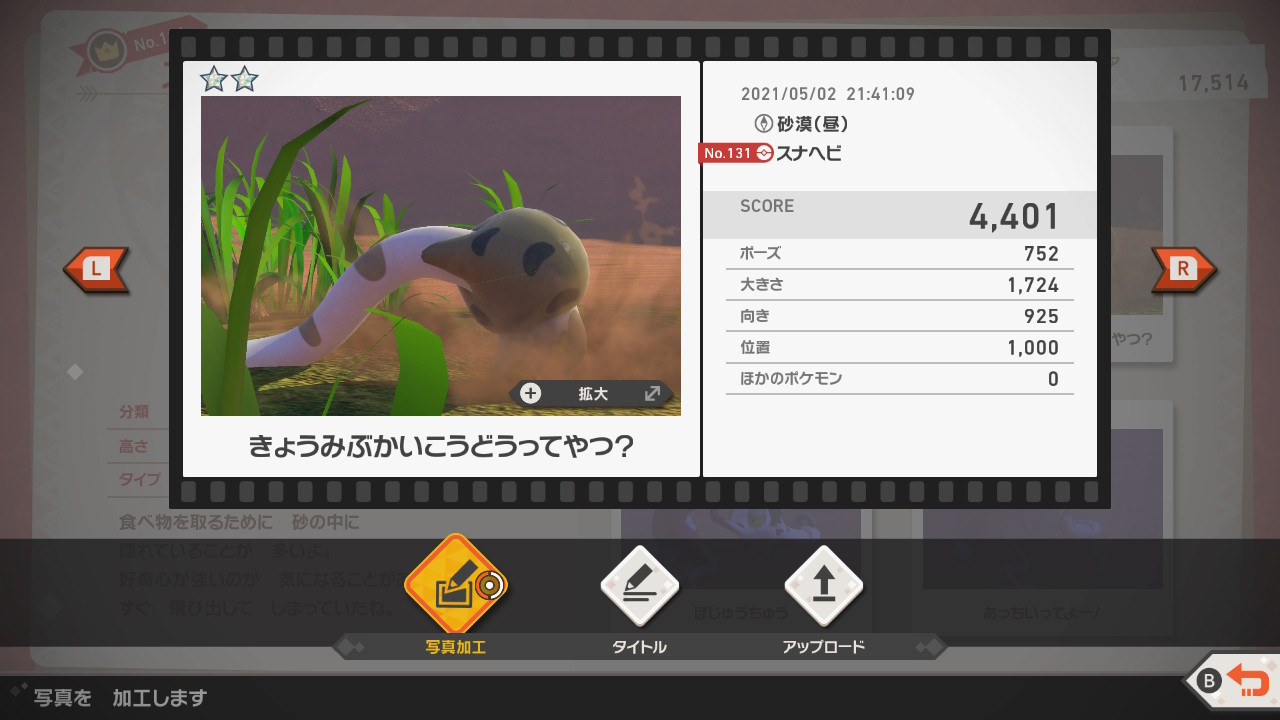 No.1
17,514
2021/05/02 21:41:09
砂漠(昼)
No.131 スナヘビ
SCORE 4,401
ポーズ 752
大きさ 1,724
向き 925
位置 1,000
ほかのポケモン 0
+ 拡大
きょうみぶかいこうどうってやつ?
L
R
やつ?
分類
高さ
タイプ
食べ物を取るために 砂の中に
隠れていることが 多いよ。
好奇心が強いのか 気になることが
すぐ 飛び出して しまっていたね。
ほじゅうちゅう
あっちいってよー!
写真加工
タイトル
アップロード
B
写真を 加工します